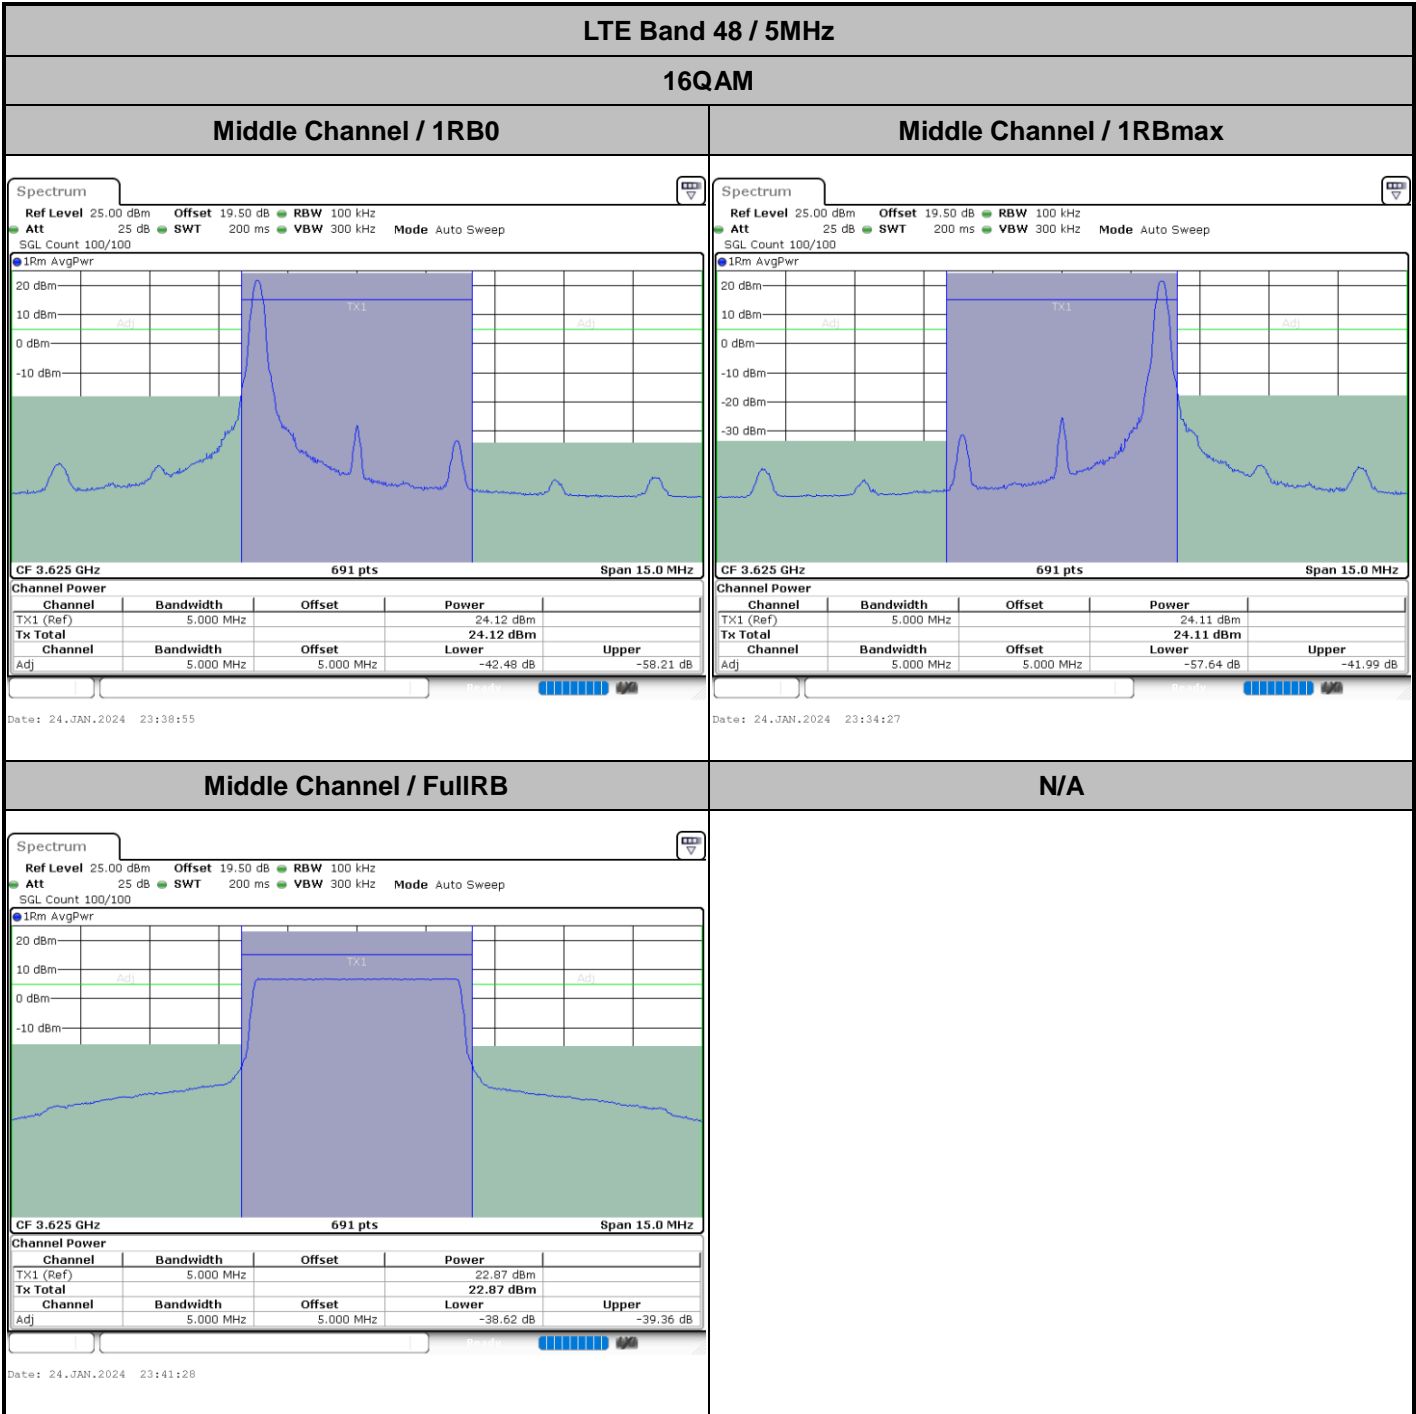 LTE Band 48 / 5MHz
16QAM
Middle Channel / 1RB0
Middle Channel / 1RBmax
Spectrum
Ref Level 25.00 dBm Offset 19.50 dB RBW 100 kHz
Att 25 dB SWT 200 ms VBW 300 kHz Mode Auto Sweep
SGL Count 100/100
1Rm AvgPwr
20 dBm
10 dBm
0 dBm
-10 dBm
Adj
TX1
Adj
CF 3.625 GHz 691 pts Span 15.0 MHz
Channel Power
Channel Bandwidth Offset Power
TX1 (Ref) 5.000 MHz 24.12 dBm
Tx Total 24.12 dBm
Channel Bandwidth Offset Lower Upper
Adj 5.000 MHz 5.000 MHz -42.48 dB -58.21 dB
Ready
Date: 24.JAN.2024 23:38:55
Spectrum
Ref Level 25.00 dBm Offset 19.50 dB RBW 100 kHz
Att 25 dB SWT 200 ms VBW 300 kHz Mode Auto Sweep
SGL Count 100/100
1Rm AvgPwr
20 dBm
10 dBm
0 dBm
-10 dBm
-20 dBm
-30 dBm
Adj
TX1
Adj
CF 3.625 GHz 691 pts Span 15.0 MHz
Channel Power
Channel Bandwidth Offset Power
TX1 (Ref) 5.000 MHz 24.11 dBm
Tx Total 24.11 dBm
Channel Bandwidth Offset Lower Upper
Adj 5.000 MHz 5.000 MHz -57.64 dB -41.99 dB
Ready
Date: 24.JAN.2024 23:34:27
Middle Channel / FullRB
N/A
Spectrum
Ref Level 25.00 dBm Offset 19.50 dB RBW 100 kHz
Att 25 dB SWT 200 ms VBW 300 kHz Mode Auto Sweep
SGL Count 100/100
1Rm AvgPwr
20 dBm
10 dBm
0 dBm
-10 dBm
Adj
TX1
Adj
CF 3.625 GHz 691 pts Span 15.0 MHz
Channel Power
Channel Bandwidth Offset Power
TX1 (Ref) 5.000 MHz 22.87 dBm
Tx Total 22.87 dBm
Channel Bandwidth Offset Lower Upper
Adj 5.000 MHz 5.000 MHz -38.62 dB -39.36 dB
Ready
Date: 24.JAN.2024 23:41:28